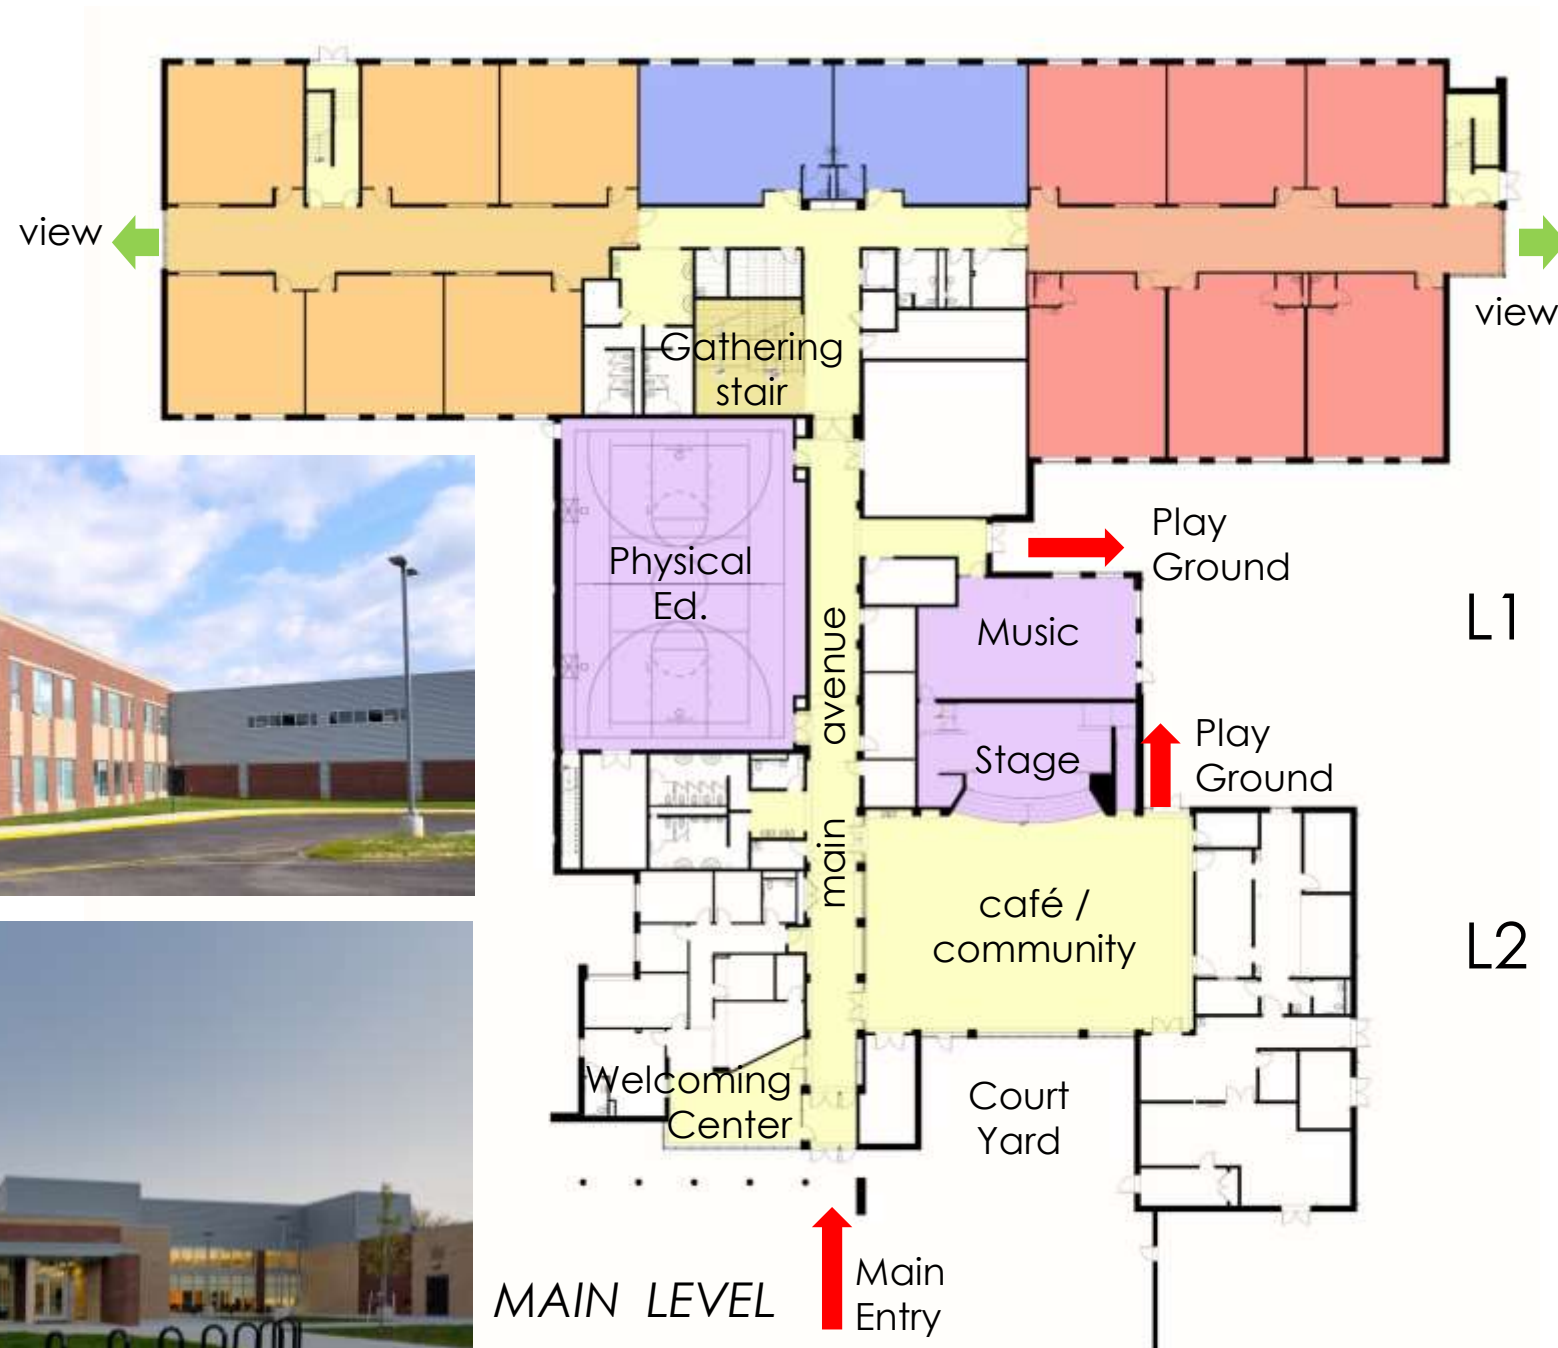 view
view
Gathering
stair
Play
Ground
Physical
Ed.
L1
Music
main avenue
Play
Ground
Stage
café /
community
L2
Welcoming
Center
Court
Yard
MAIN LEVEL
Main
Entry